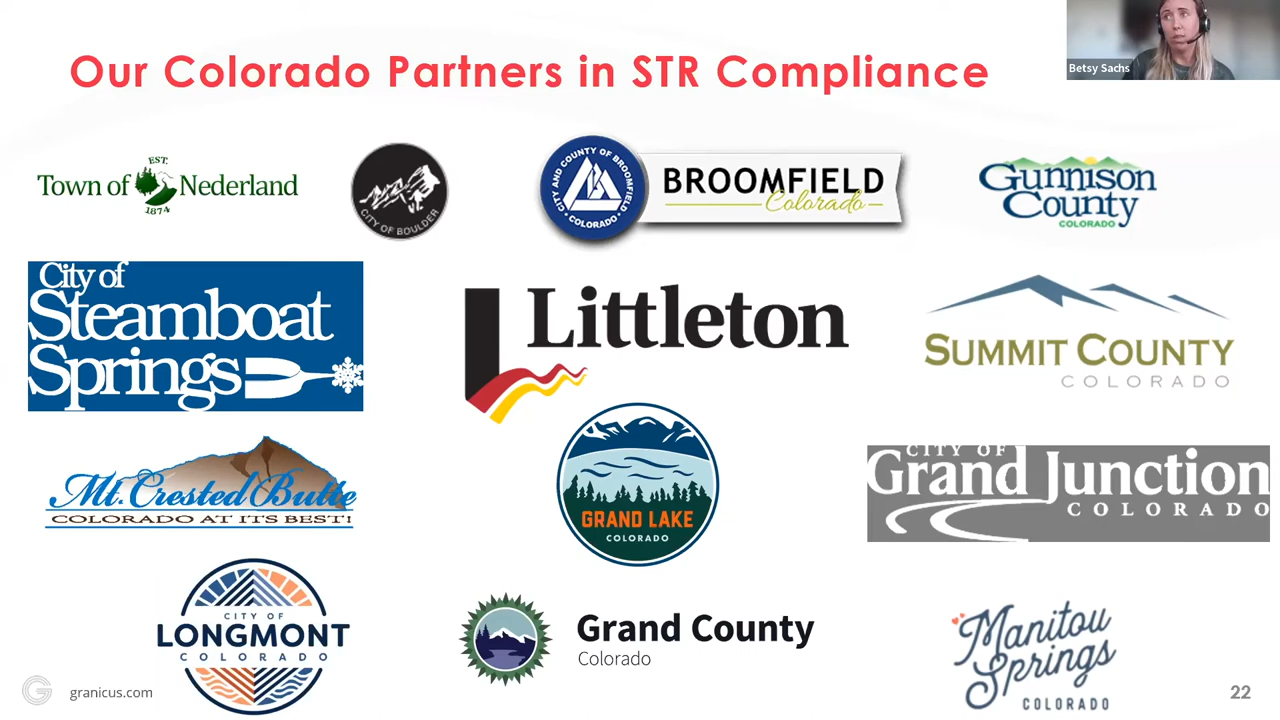 Our Colorado Partners in STR Compliance
Betsy Sachs
EST.
Town of Nederland
1874
CITY OF BOULDER
CITY AND COUNTY OF BROOMFIELD
• COLORADO •
BROOMFIELD
Colorado
Gunnison
County
COLORADO
City of
Steamboat
Springs
Littleton
SUMMIT COUNTY
COLORADO
Mt. Crested Butte
COLORADO AT ITS BEST!
GRAND LAKE
COLORADO
CITY OF
Grand Junction
COLORADO
CITY OF
LONGMONT
COLORADO
Grand County
Colorado
Manitou
Springs
COLORADO
granicus.com
22